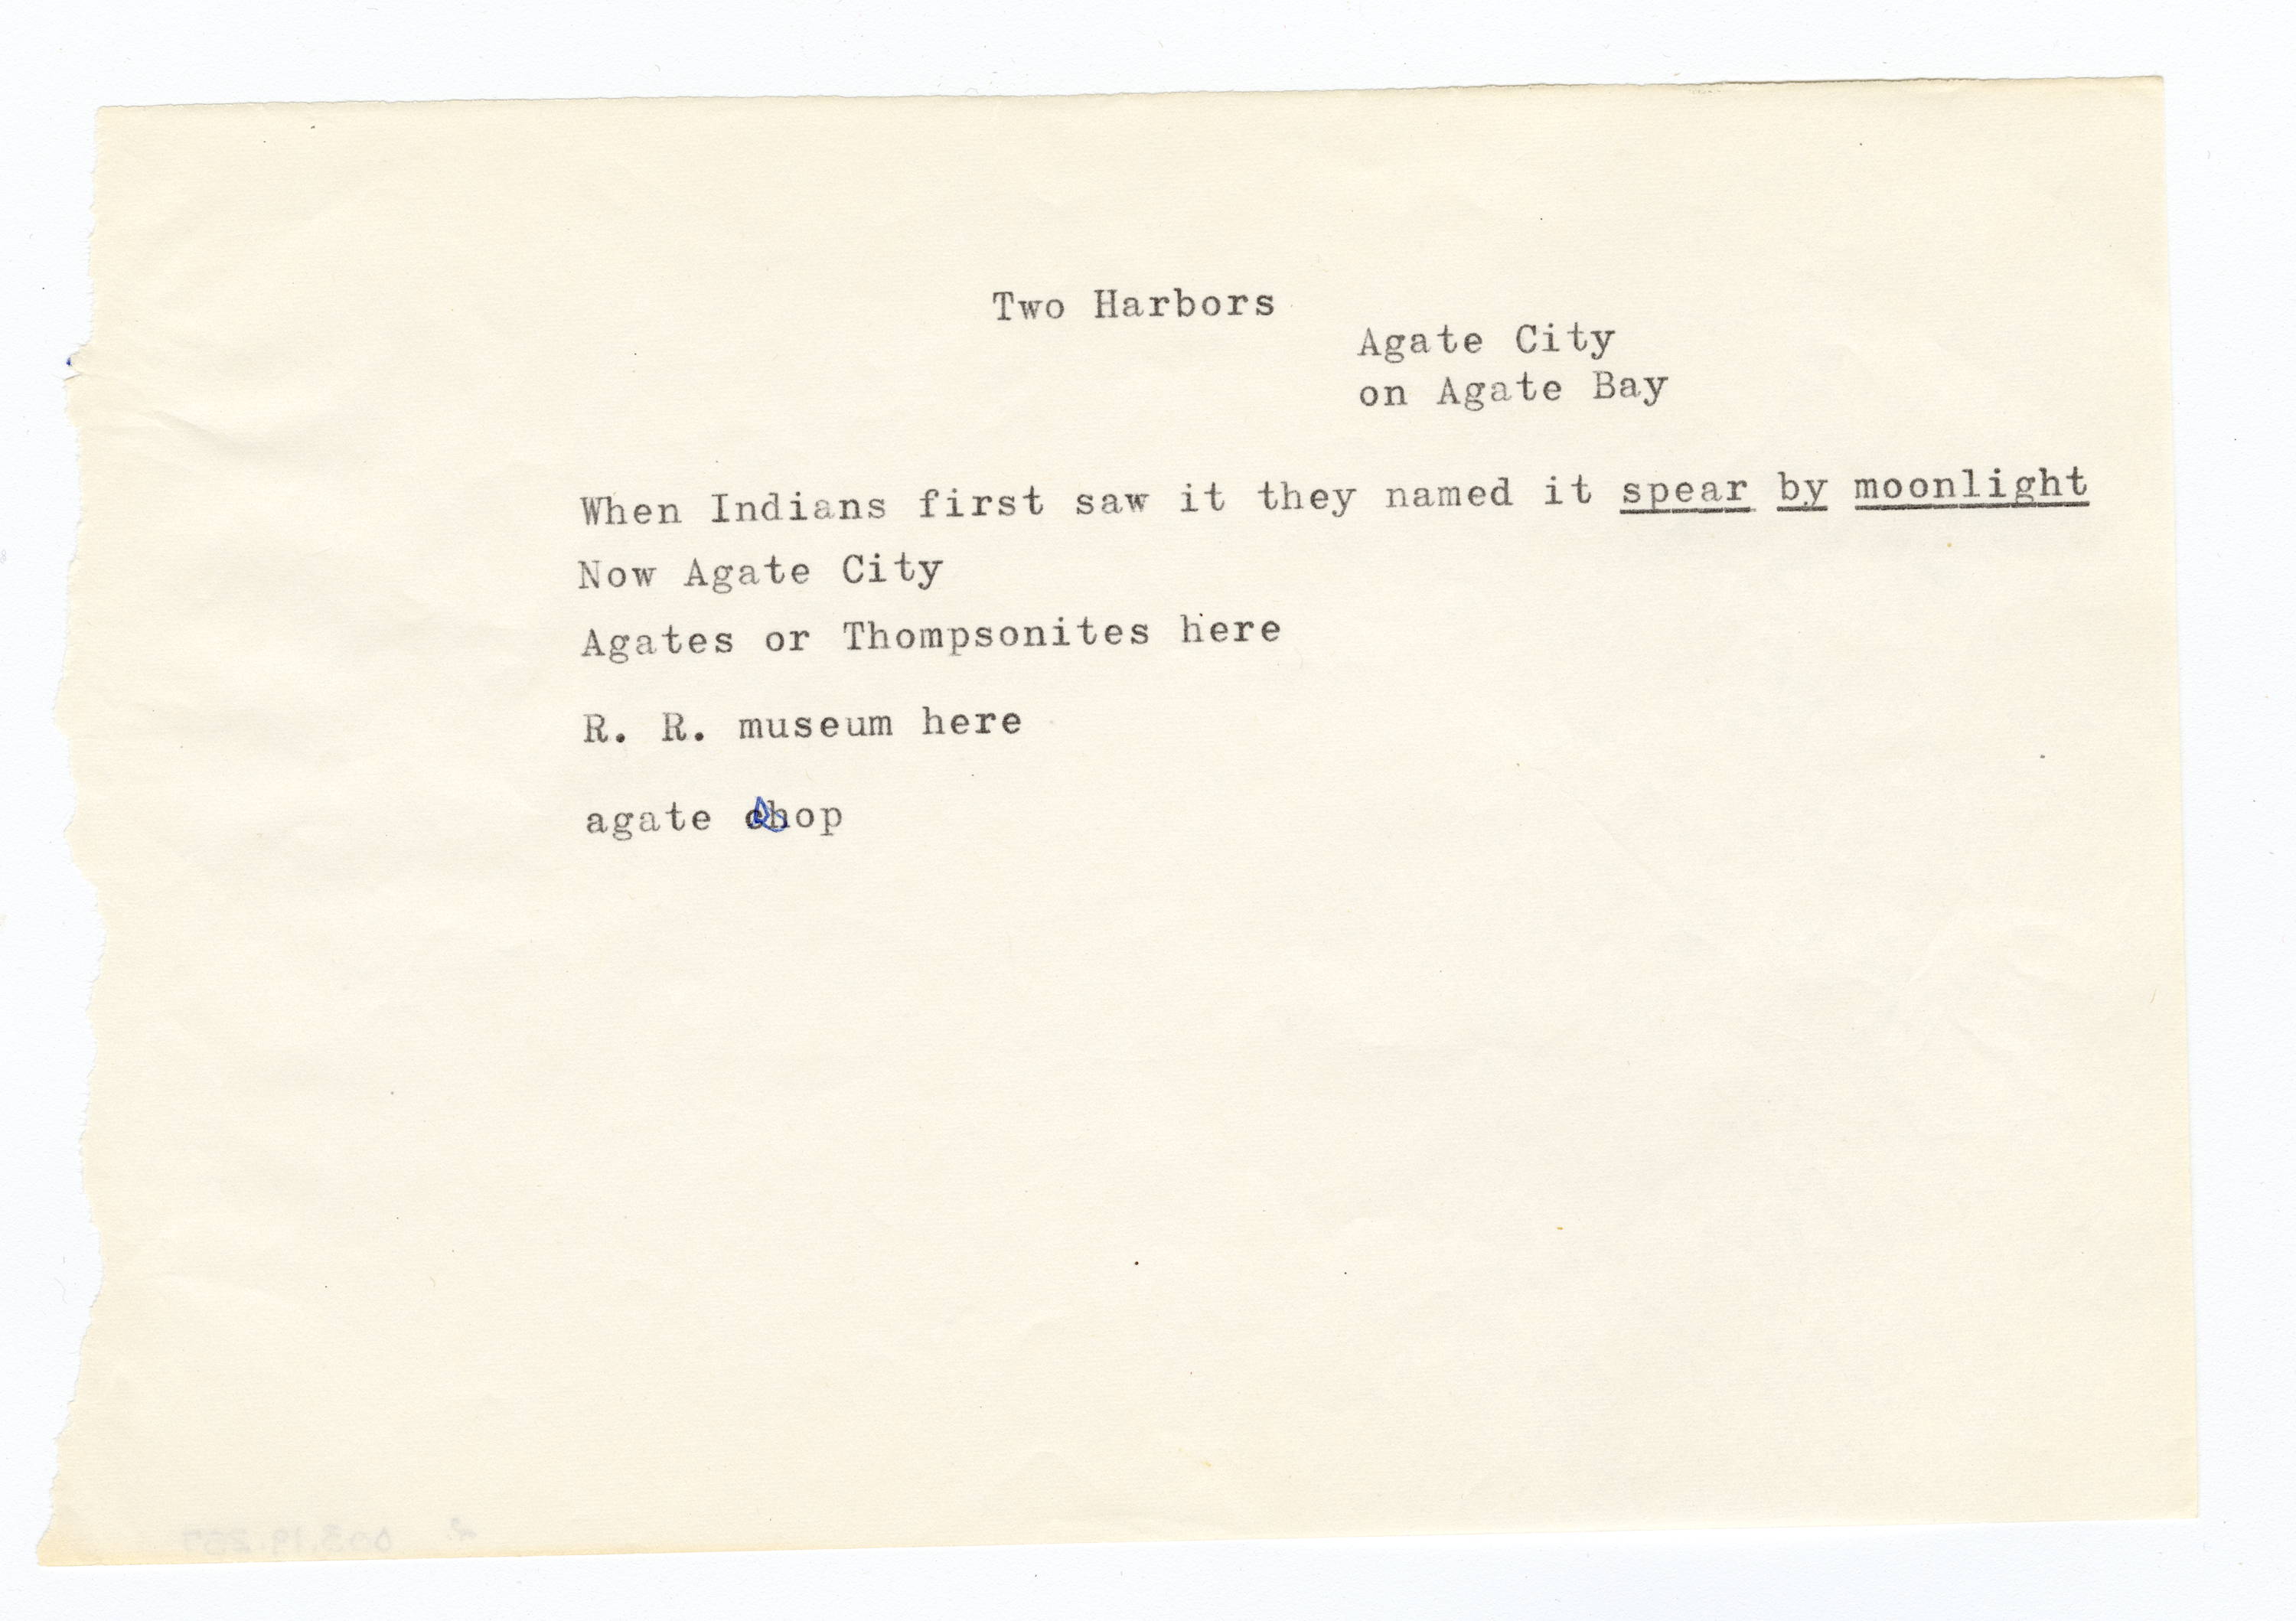 Two Harbors
Agate City
on Agate Bay
When Indians first saw it they named it spear by moonlight
Now Agate City
Agates or Thompsonites here
R. R. museum here
agate shop